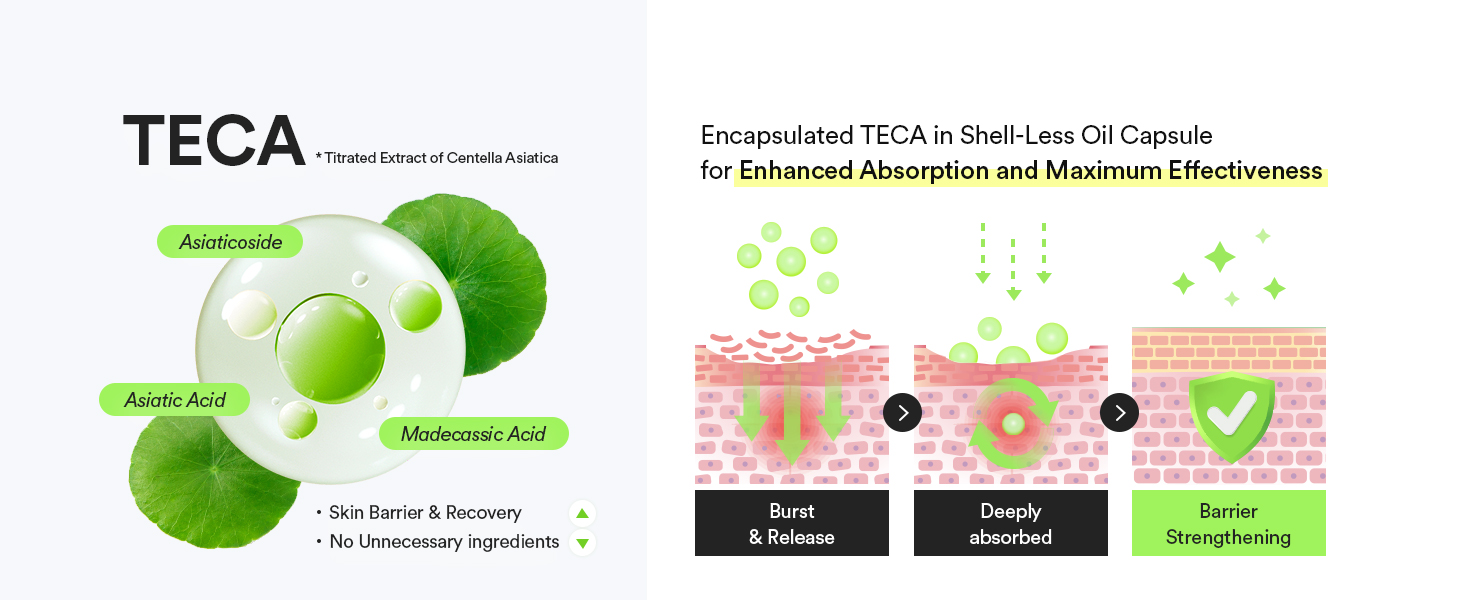 TECA * Titrated Extract of Centella Asiatica
Asiaticoside
Asiatic Acid
Madecassic Acid
• Skin Barrier & Recovery
• No Unnecessary ingredients
Encapsulated TECA in Shell-Less Oil Capsule
for Enhanced Absorption and Maximum Effectiveness
Burst
& Release
Deeply
absorbed
Barrier
Strengthening